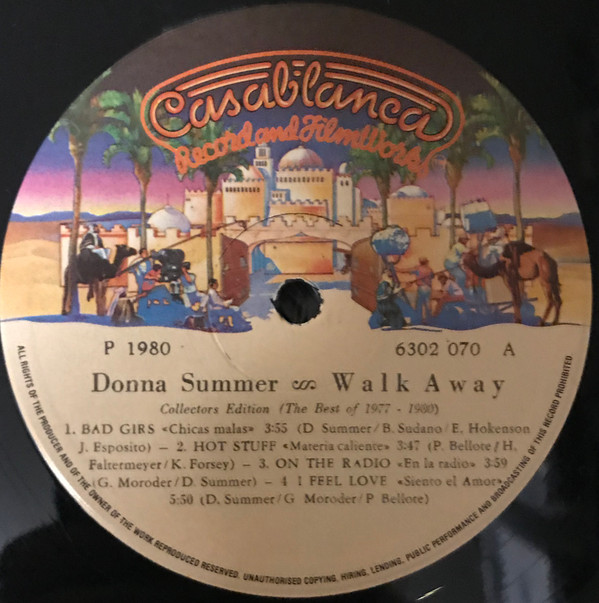 Casablanca
Record and FilmWorks
P 1980
6302 070 A
Donna Summer ∾ Walk Away
Collectors Edition (The Best of 1977 - 1980)
1. BAD GIRS «Chicas malas» 3:55 (D. Summer/B. Sudano/E. Hokenson
J. Esposito) – 2. HOT STUFF «Materia caliente» 3:47 (P. Bellote/H.
Faltermeyer/K. Forsey) – 3. ON THE RADIO «En la radio» 3:59
(G. Moroder/D. Summer) – 4 I FEEL LOVE «Siento el Amor»
5:50 (D. Summer/G Moroder/P Bellote)
ALL RIGHTS OF THE PRODUCER AND OF THE OWNER OF THE WORK REPRODUCED RESERVED. UNAUTHORISED COPYING, HIRING, LENDING, PUBLIC PERFORMANCE AND BROADCASTING OF THIS RECORD PROHIBITED